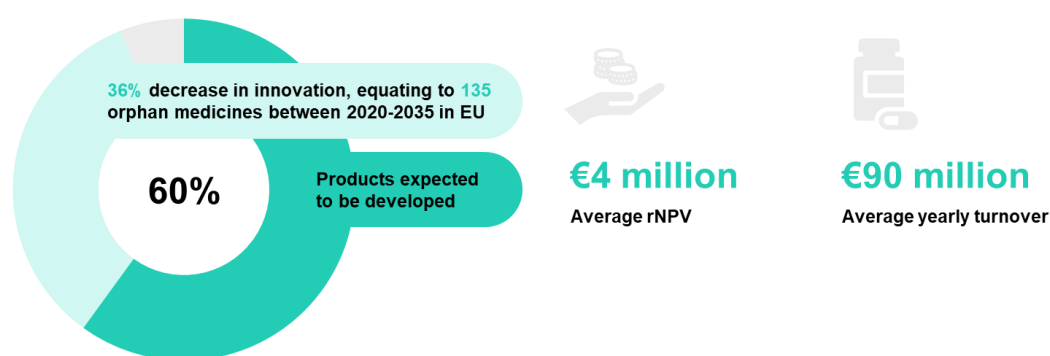 36% decrease in innovation, equating to 135
orphan medicines between 2020-2035 in EU
60%
Products expected
to be developed
€4 million
Average rNPV
€90 million
Average yearly turnover